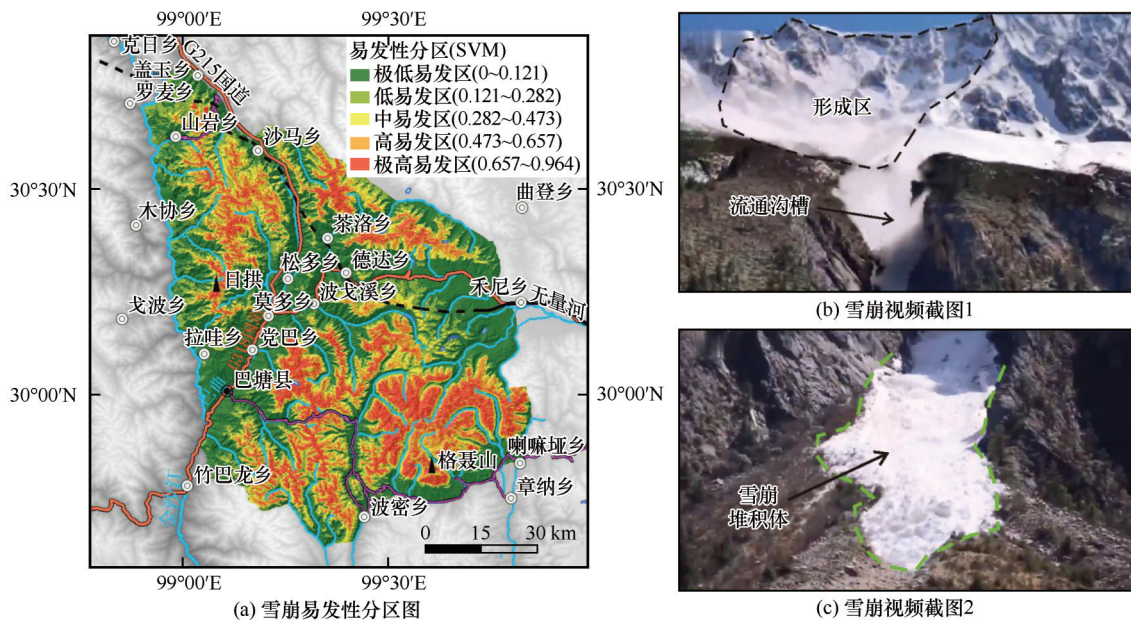 99°00′E
99°30′E
克日乡
盖玉乡
G215国道
罗麦乡
山岩乡
沙马乡
易发性分区(SVM)
极低易发区(0~0.121)
低易发区(0.121~0.282)
中易发区(0.282~0.473)
高易发区(0.473~0.657)
极高易发区(0.657~0.964)
30°30′N
30°30′N
曲登乡
木协乡
茶洛乡
松多乡
德达乡
日拱
莫多乡
波戈溪乡
禾尼乡
无量河
戈波乡
拉哇乡
党巴乡
30°00′N
30°00′N
巴塘县
喇嘛垭乡
格聂山
章纳乡
竹巴龙乡
波密乡
0 15 30 km
99°00′E
99°30′E
(a) 雪崩易发性分区图
形成区
流通沟槽
(b) 雪崩视频截图1
雪崩
堆积体
(c) 雪崩视频截图2